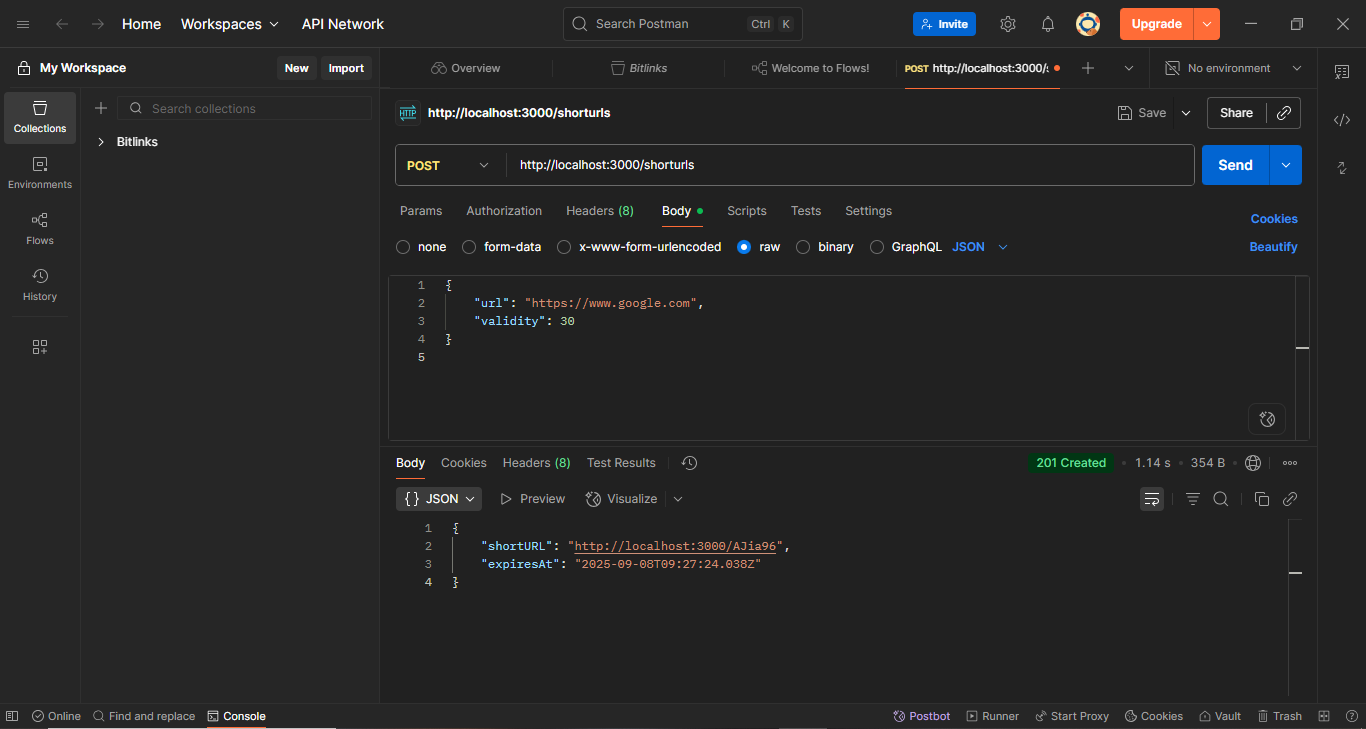 Home Workspaces API Network Search Postman Ctrl K Invite Upgrade
My Workspace New Import Overview Bitlinks Welcome to Flows! POST http://localhost:3000/s No environment
Collections Search collections http://localhost:3000/shorturls Save Share
Bitlinks
Environments
Flows
History
POST http://localhost:3000/shorturls Send
Params Authorization Headers (8) Body Scripts Tests Settings Cookies
none form-data x-www-form-urlencoded raw binary GraphQL JSON Beautify
1 {
2 "url": "https://www.google.com",
3 "validity": 30
4 }
5
Body Cookies Headers (8) Test Results 201 Created 1.14 s 354 B
{} JSON Preview Visualize
1 {
2 "shortURL": "http://localhost:3000/AJia96",
3 "expiresAt": "2025-09-08T09:27:24.038Z"
4 }
Online Find and replace Console Postbot Runner Start Proxy Cookies Vault Trash